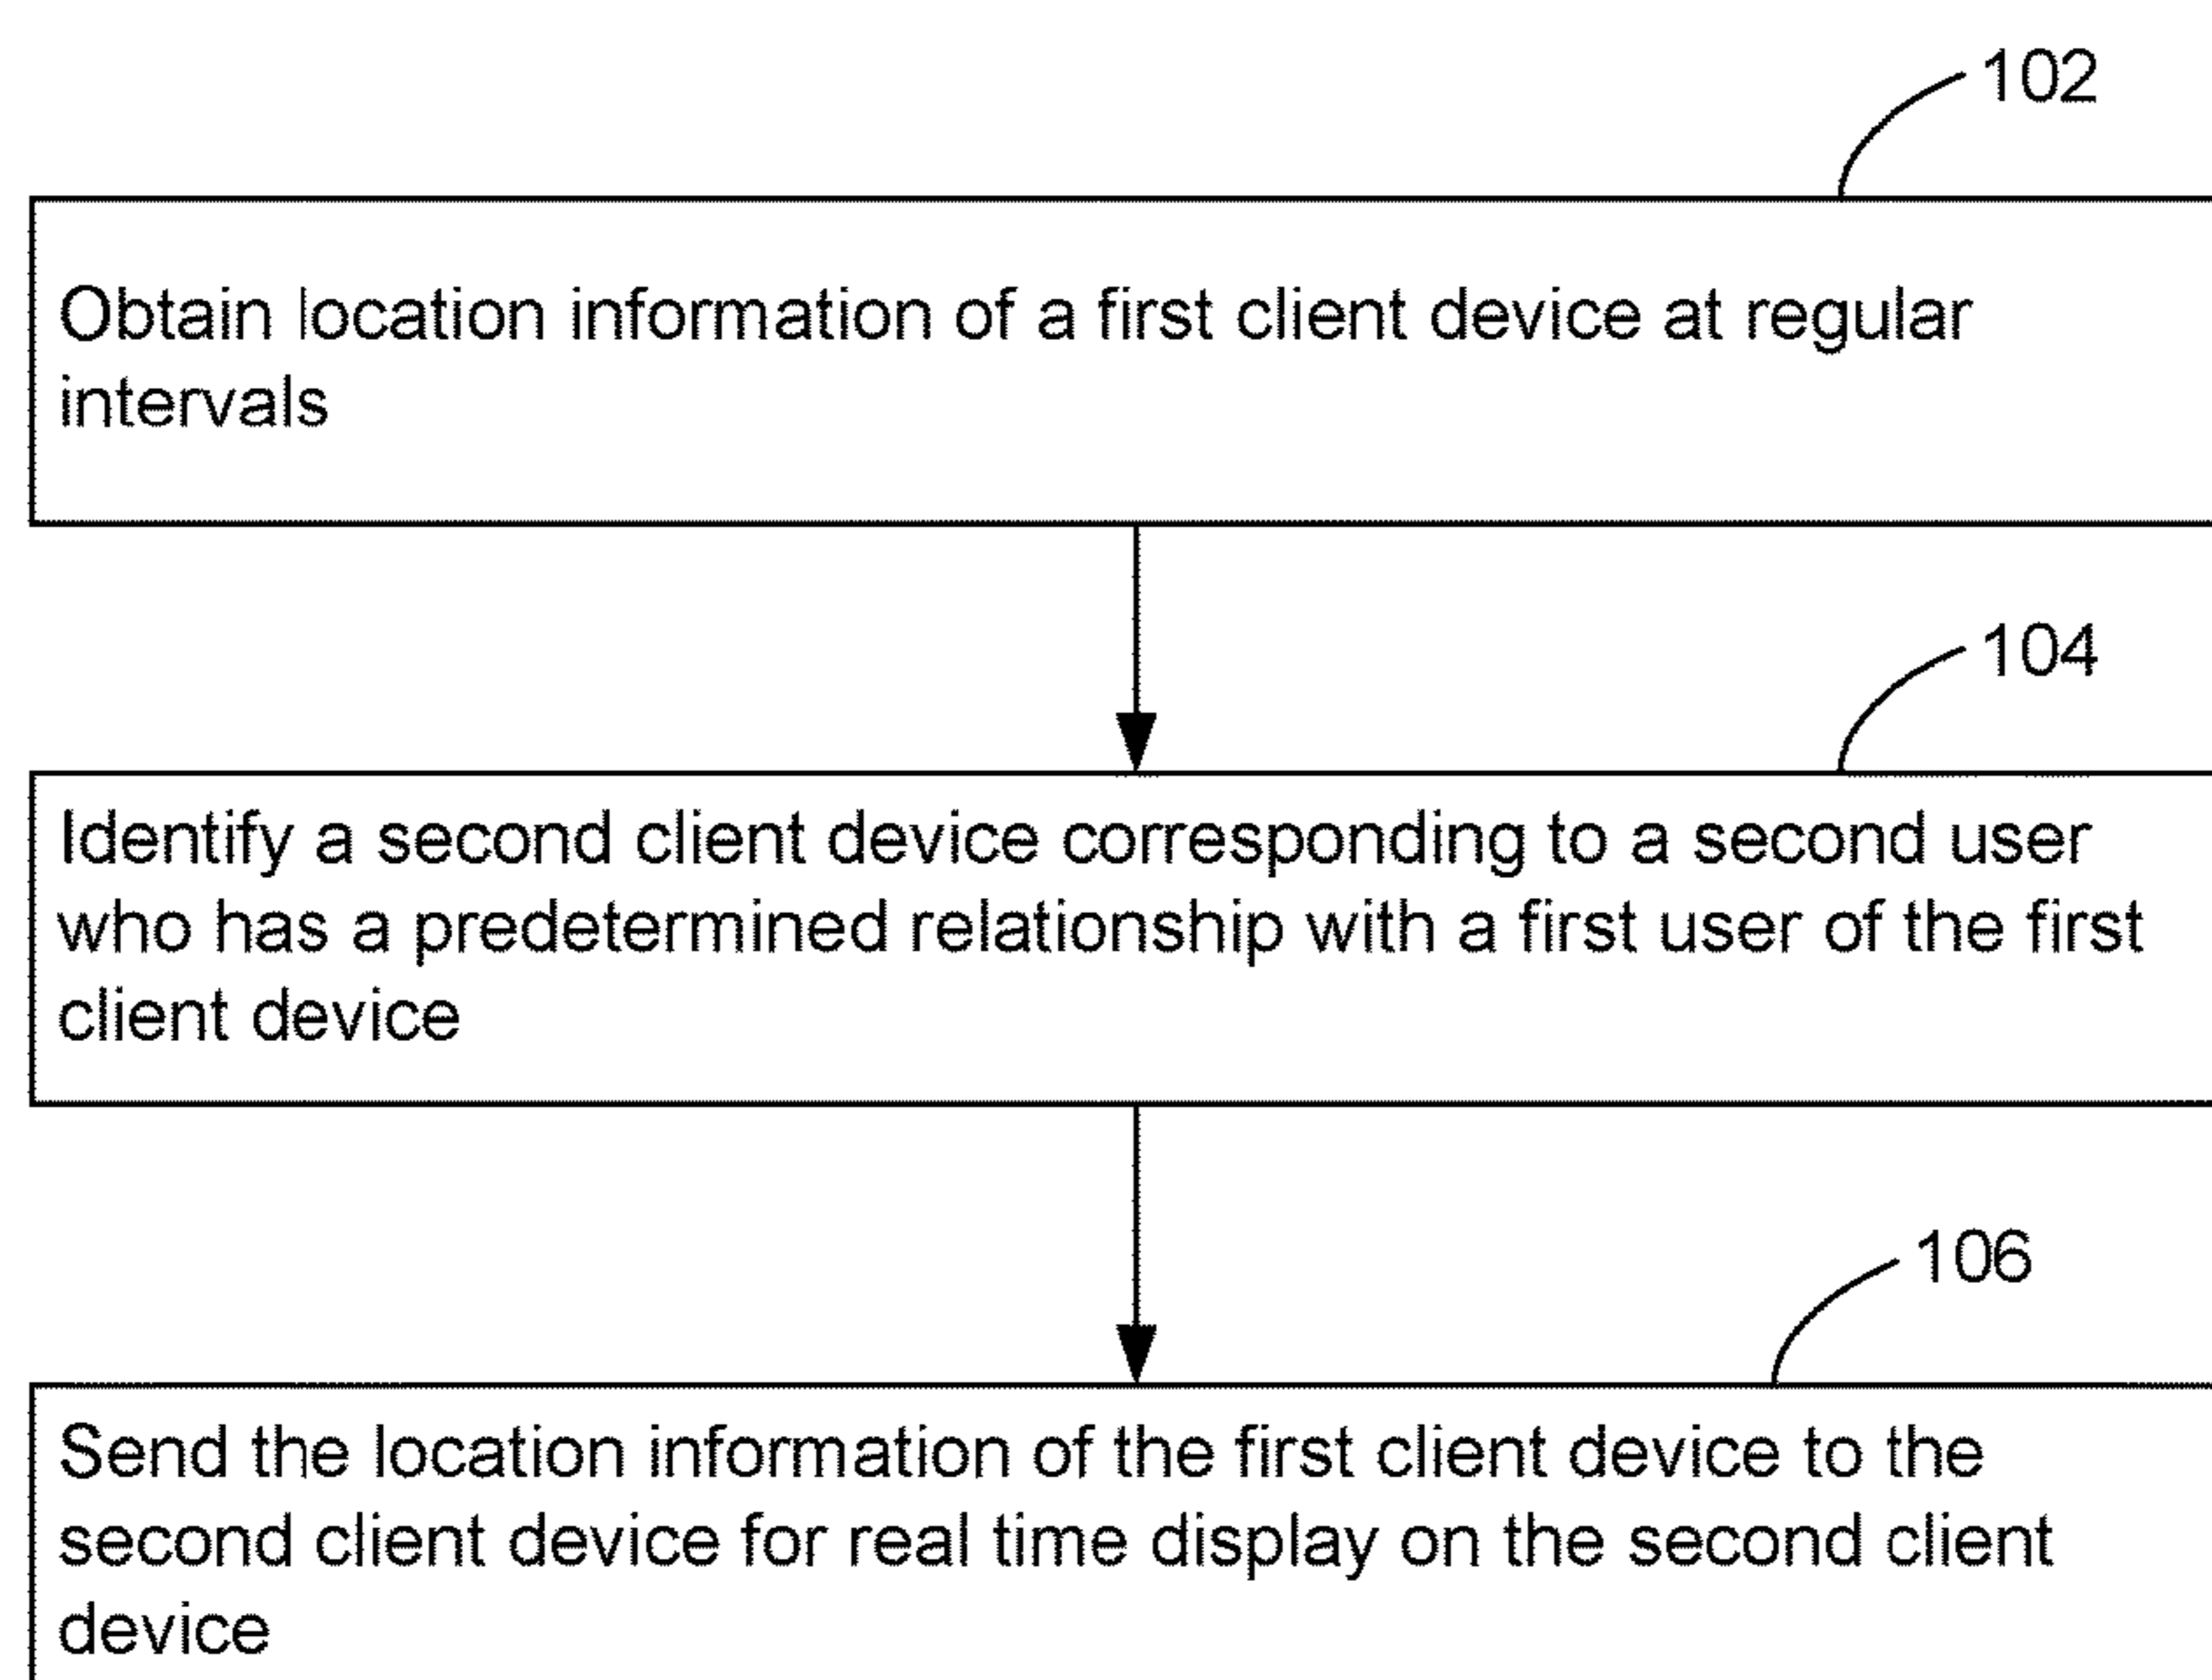 102
Obtain location information of a first client device at regular
intervals
104
Identify a second client device corresponding to a second user
who has a predetermined relationship with a first user of the first
client device
106
Send the location information of the first client device to the
second client device for real time display on the second client
device